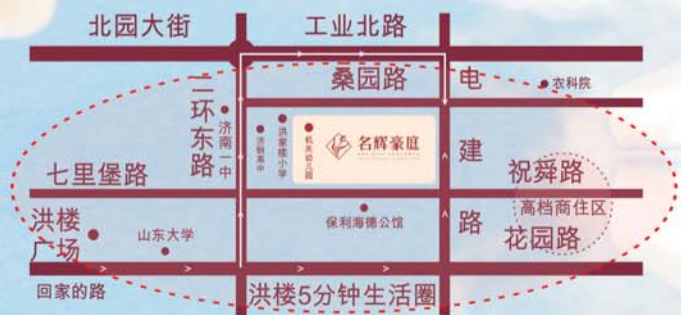 北园大街
工业北路
桑园路
电建路
农科院
二环东路
济南一中
济钢高中
洪家楼小学
机关幼儿园
名辉豪庭
七里堡路
祝舜路
高档商住区
花园路
洪楼
广场
山东大学
保利海德公馆
回家的路
洪楼5分钟生活圈